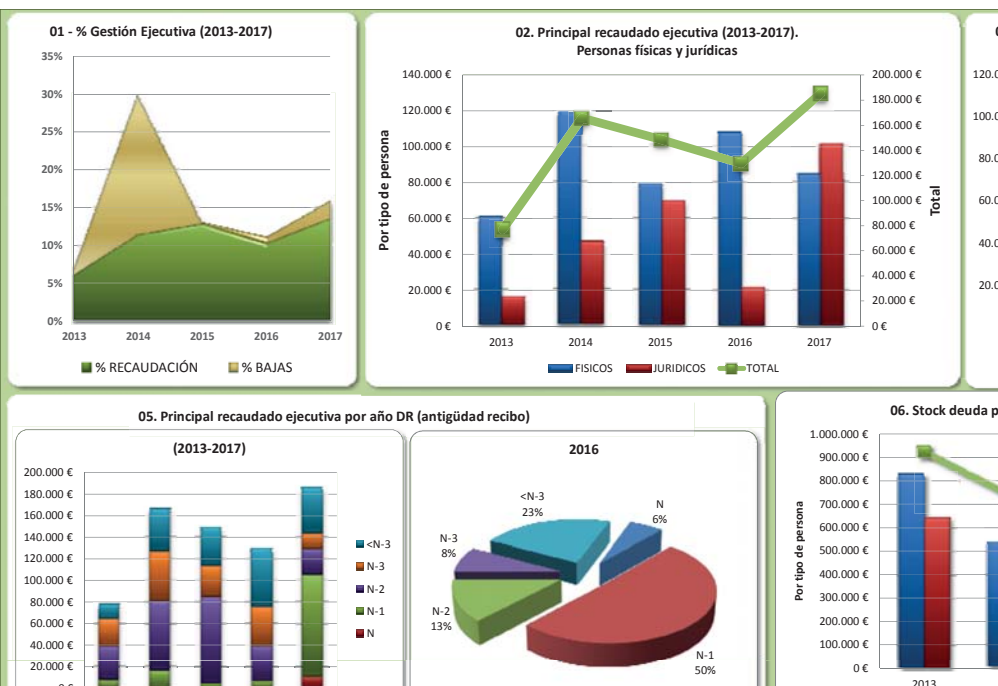 01 - % Gestión Ejecutiva (2013-2017)
35%
30%
25%
20%
15%
10%
5%
0%
2013 2014 2015 2016 2017
% RECAUDACIÓN % BAJAS
02. Principal recaudado ejecutiva (2013-2017).
Personas físicas y jurídicas
Por tipo de persona
140.000 €
120.000 €
100.000 €
80.000 €
60.000 €
40.000 €
20.000 €
0 €
200.000 €
180.000 €
160.000 €
140.000 €
120.000 €
100.000 €
80.000 €
60.000 €
40.000 €
20.000 €
0 €
Total
2013 2014 2015 2016 2017
FISICOS JURIDICOS TOTAL
120.0
100.0
80.0
60.0
40.0
20.0
05. Principal recaudado ejecutiva por año DR (antigüdad recibo)
(2013-2017)
200.000 €
180.000 €
160.000 €
140.000 €
120.000 €
100.000 €
80.000 €
60.000 €
40.000 €
20.000 €
<N-3
N-3
N-2
N-1
N
2016
<N-3
23%
N
6%
N-3
8%
N-2
13%
N-1
50%
06. Stock deuda p
Por tipo de persona
1.000.000 €
900.000 €
800.000 €
700.000 €
600.000 €
500.000 €
400.000 €
300.000 €
200.000 €
100.000 €
0 €
2013